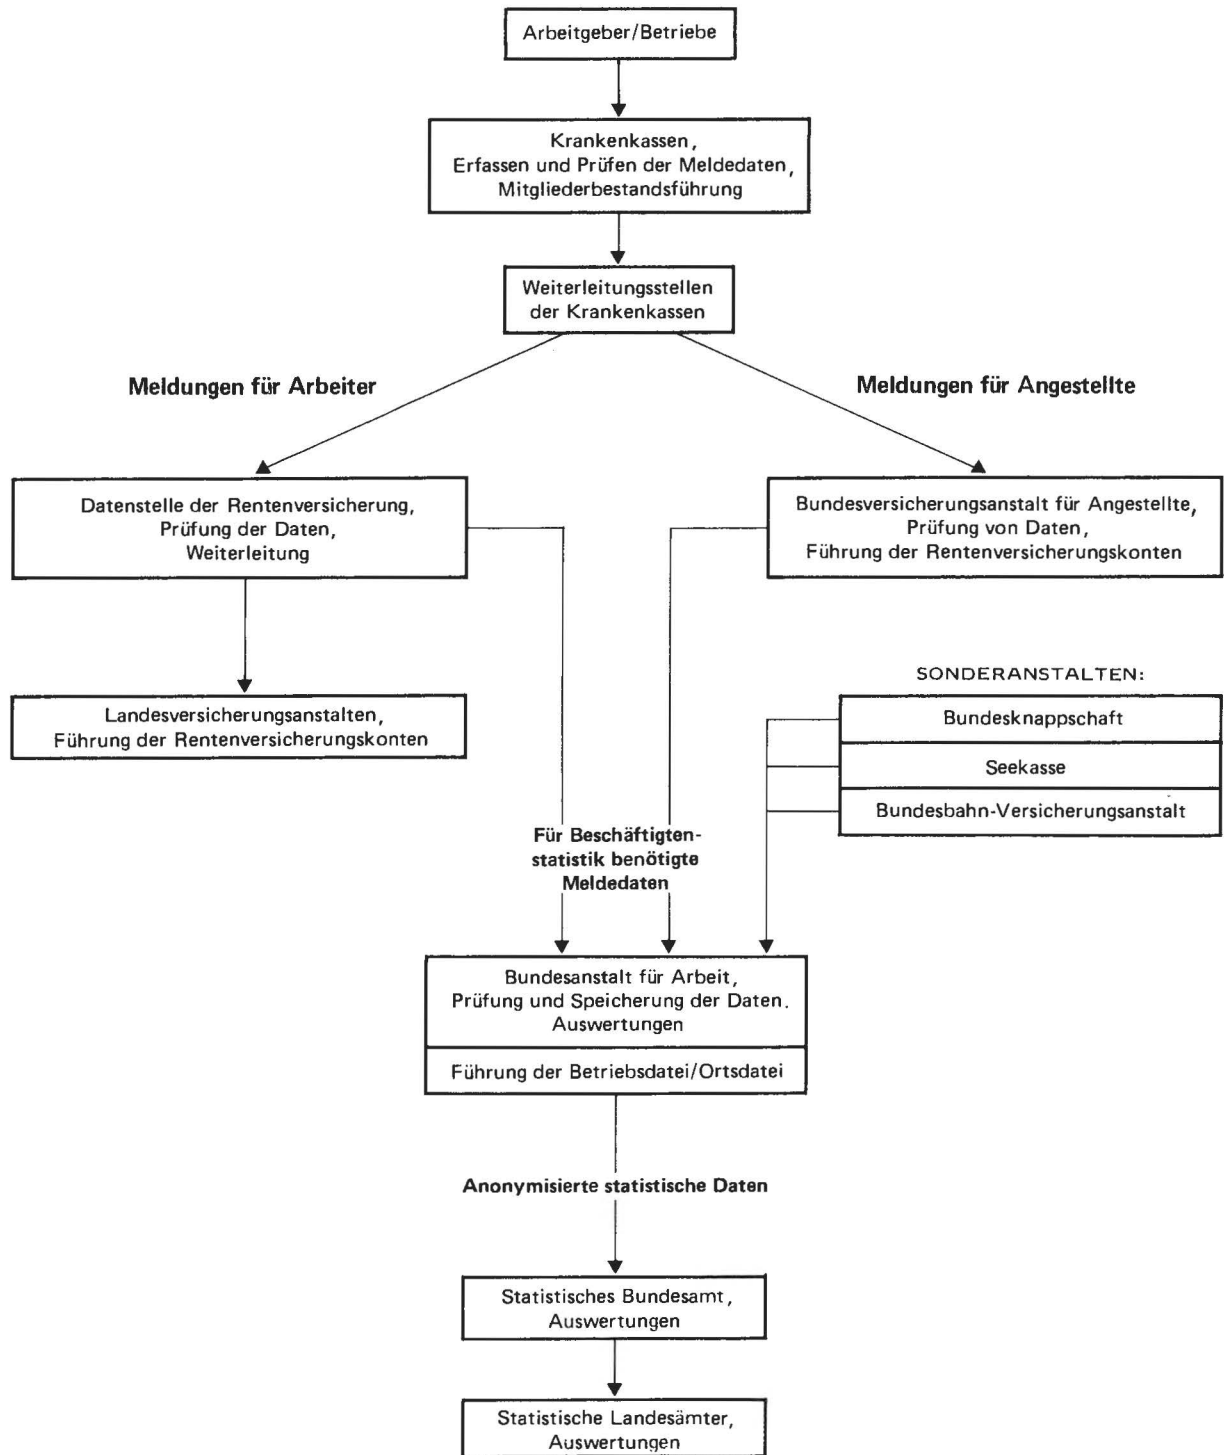 Arbeitgeber/Betriebe
Krankenkassen,
Erfassen und Prüfen der Meldedaten,
Mitgliederbestandsführung
Weiterleitungsstellen
der Krankenkassen
Meldungen für Arbeiter
Meldungen für Angestellte
Datenstelle der Rentenversicherung,
Prüfung der Daten,
Weiterleitung
Bundesversicherungsanstalt für Angestellte,
Prüfung von Daten,
Führung der Rentenversicherungskonten
Landesversicherungsanstalten,
Führung der Rentenversicherungskonten
SONDERANSTALTEN:
Bundesknappschaft
Seekasse
Bundesbahn-Versicherungsanstalt
Für Beschäftigten-
statistik benötigte
Meldedaten
Bundesanstalt für Arbeit,
Prüfung und Speicherung der Daten.
Auswertungen
Führung der Betriebsdatei/Ortsdatei
Anonymisierte statistische Daten
Statistisches Bundesamt,
Auswertungen
Statistische Landesämter,
Auswertungen